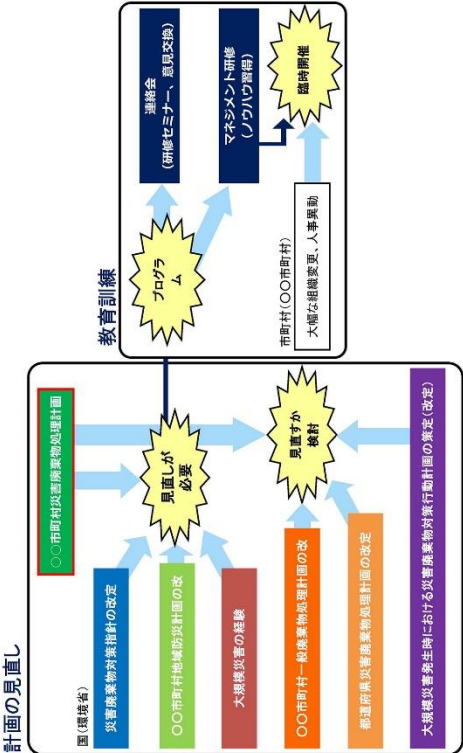 計画の見直し
〇〇市町村災害廃棄物処理計画
国(環境省)
災害廃棄物対策指針の改定
〇〇市町村地域防災計画の改
大規模災害の経験
見直しが
必要
〇〇市町村一般廃棄物処理計画の改
都道府県災害廃棄物処理計画の改定
大規模災害発生時における災害廃棄物対策行動計画の策定(改定)
見直すか
検討
教育訓練
プログラ
ム
連絡会
(研修セミナー、意見交換)
マネジメント研修
(ノウハウ習得)
市町村(〇〇市町村)
大幅な組織変更、人事異動
臨時開催